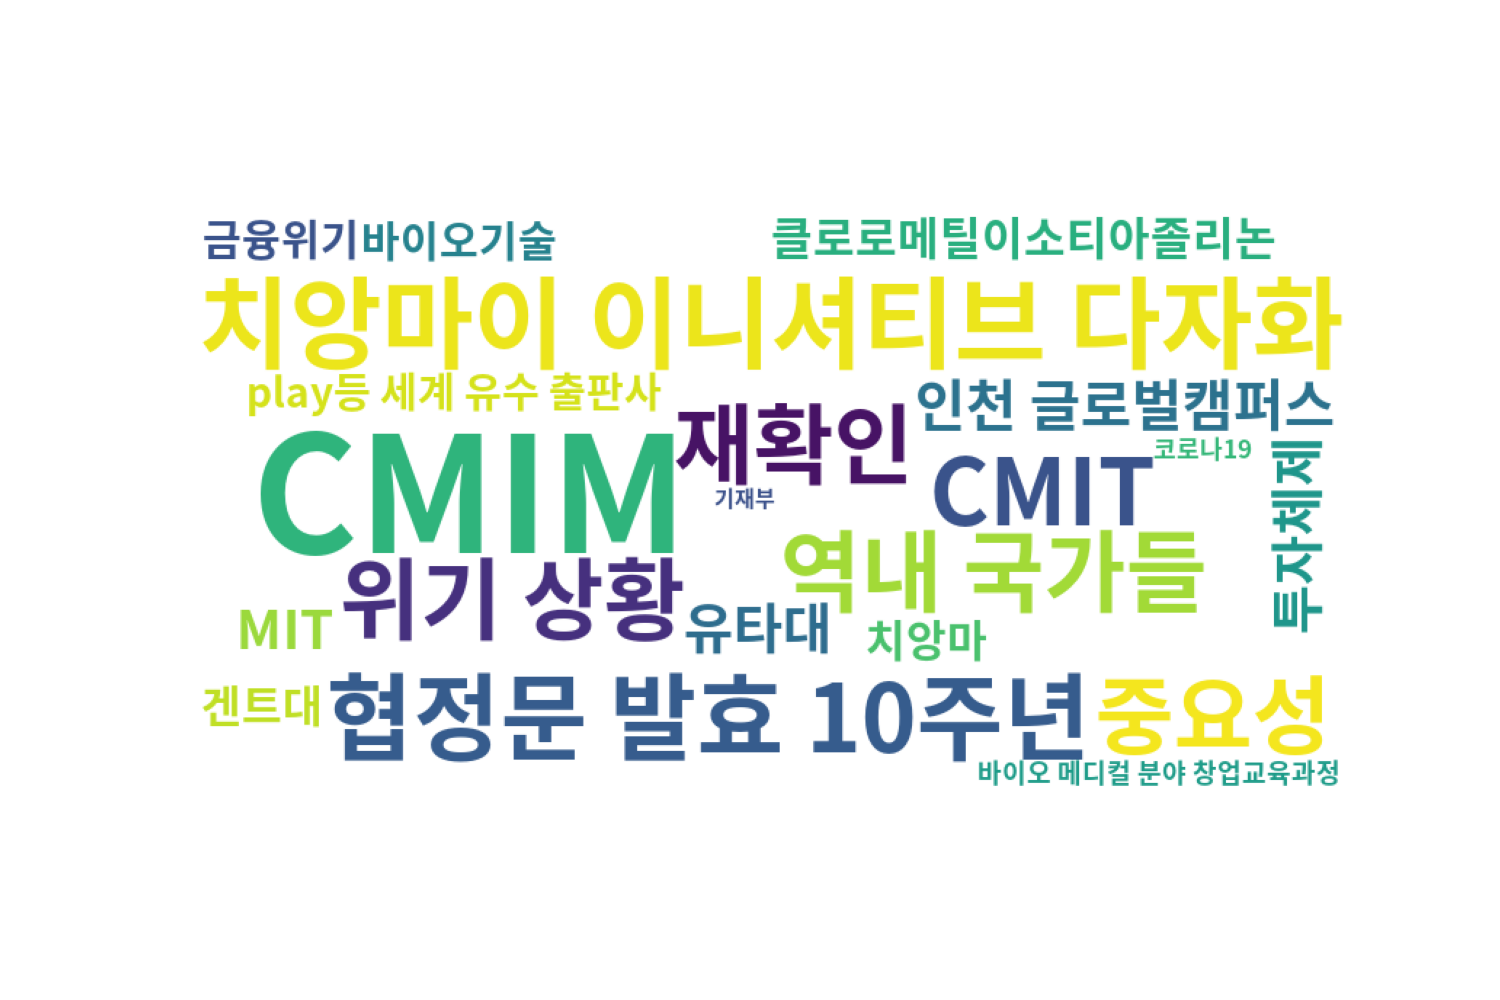 금융위기
바이오기술
클로로메틸이소티아졸리논
치앙마이 이니셔티브 다자화
play등 세계 유수 출판사
재확인
인천 글로벌캠퍼스
CMIM
기재부
CMIT
코로나19
투자체제
위기 상황
역내 국가들
MIT
유타대
치앙마
겐트대
협정문 발효 10주년
중요성
바이오 메디컬 분야 창업교육과정